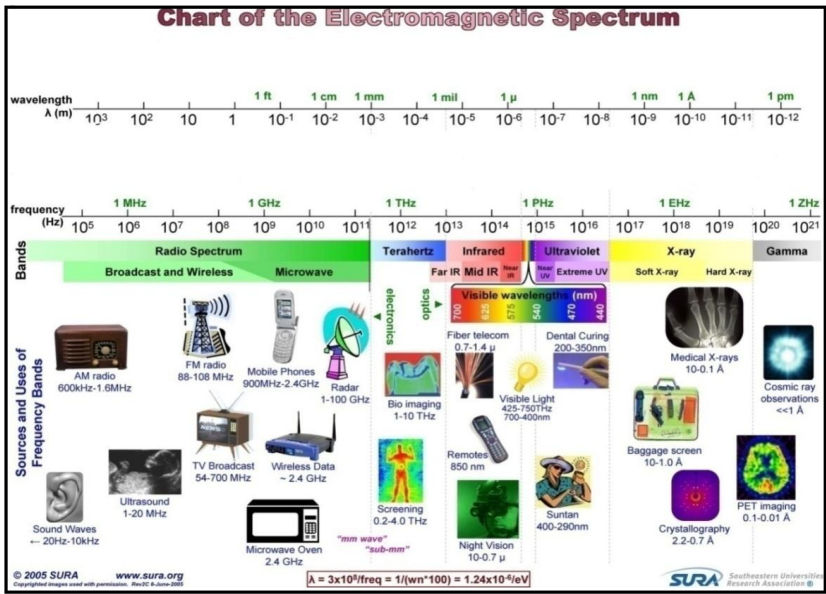 Chart of the Electromagnetic Spectrum
1 ft 1 cm 1 mm 1 mil 1 µ 1 nm 1 Å 1 pm
wavelength
λ (m)
10³ 10² 10 1 10⁻¹ 10⁻² 10⁻³ 10⁻⁴ 10⁻⁵ 10⁻⁶ 10⁻⁷ 10⁻⁸ 10⁻⁹ 10⁻¹⁰ 10⁻¹¹ 10⁻¹²
1 MHz 1 GHz 1 THz 1 PHz 1 EHz 1 ZHz
frequency
(Hz)
10⁵ 10⁶ 10⁷ 10⁸ 10⁹ 10¹⁰ 10¹¹ 10¹² 10¹³ 10¹⁴ 10¹⁵ 10¹⁶ 10¹⁷ 10¹⁸ 10¹⁹ 10²⁰ 10²¹
Bands
Radio Spectrum Terahertz Infrared Ultraviolet X-ray Gamma
Broadcast and Wireless Microwave Far IR Mid IR Near IR Near UV Extreme UV Soft X-ray Hard X-ray
electronics
optics
Visible wavelengths (nm)
700 625 575 540 470 440
Sources and Uses of
Frequency Bands
AM radio
600kHz-1.6MHz
FM radio
88-108 MHz
Mobile Phones
900MHz-2.4GHz
Radar
1-100 GHz
Bio imaging
1-10 THz
Fiber telecom
0.7-1.4 µ
Visible Light
425-750THz
700-400nm
Dental Curing
200-350nm
Medical X-rays
10-0.1 Å
Cosmic ray
observations
<<1 Å
TV Broadcast
54-700 MHz
NEWS
Wireless Data
~ 2.4 GHz
Remotes
850 nm
Baggage screen
10-1.0 Å
Ultrasound
1-20 MHz
Screening
0.2-4.0 THz
Suntan
400-290nm
PET imaging
0.1-0.01 Å
Sound Waves
← 20Hz-10kHz
Crystallography
2.2-0.7 Å
Microwave Oven
2.4 GHz
"mm wave"
"sub-mm"
Night Vision
10-0.7 µ
© 2005 SURA www.sura.org
Copyrighted images used with permission. Rev2C 6-June-2005
λ = 3x10⁸/freq = 1/(wn*100) = 1.24x10⁻⁶/eV
SURA Southeastern Universities
Research Association